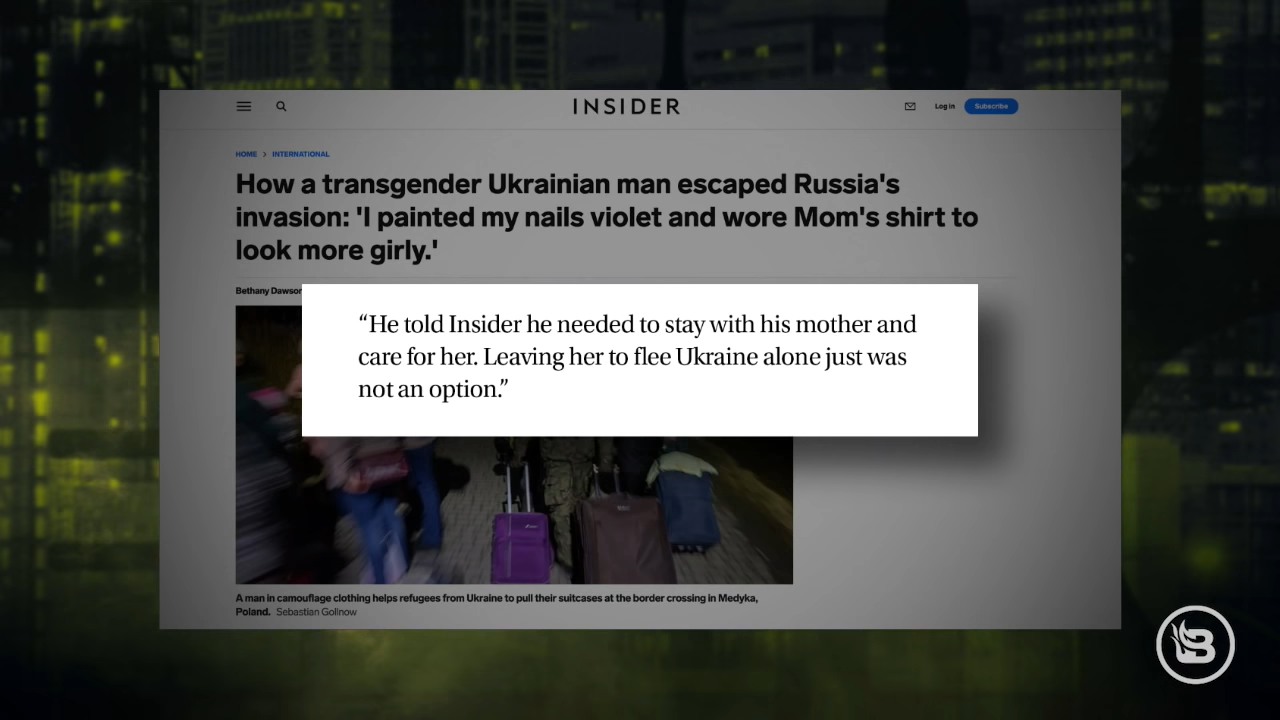 INSIDER
Log in
Subscribe
HOME > INTERNATIONAL
How a transgender Ukrainian man escaped Russia's
invasion: 'I painted my nails violet and wore Mom's shirt to
look more girly.'
Bethany Dawson
“He told Insider he needed to stay with his mother and
care for her. Leaving her to flee Ukraine alone just was
not an option.”
A man in camouflage clothing helps refugees from Ukraine to pull their suitcases at the border crossing in Medyka,
Poland. Sebastian Gollnow
B